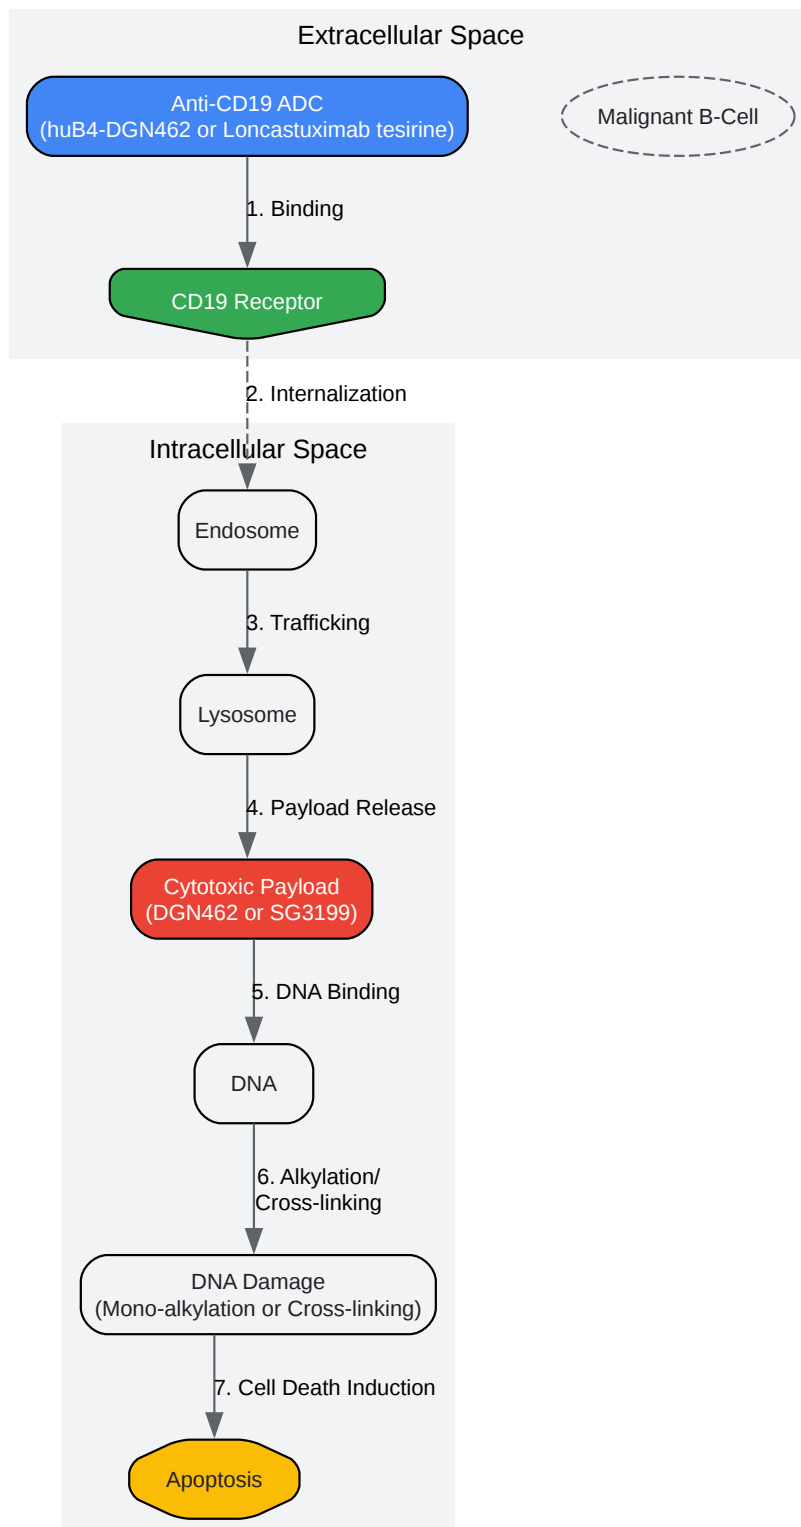 Extracellular Space
Anti-CD19 ADC
(huB4-DGN462 or Loncastuximab tesirine)
Malignant B-Cell
1. Binding
CD19 Receptor
2. Internalization
Intracellular Space
Endosome
3. Trafficking
Lysosome
4. Payload Release
Cytotoxic Payload
(DGN462 or SG3199)
5. DNA Binding
DNA
6. Alkylation/
Cross-linking
DNA Damage
(Mono-alkylation or Cross-linking)
7. Cell Death Induction
Apoptosis